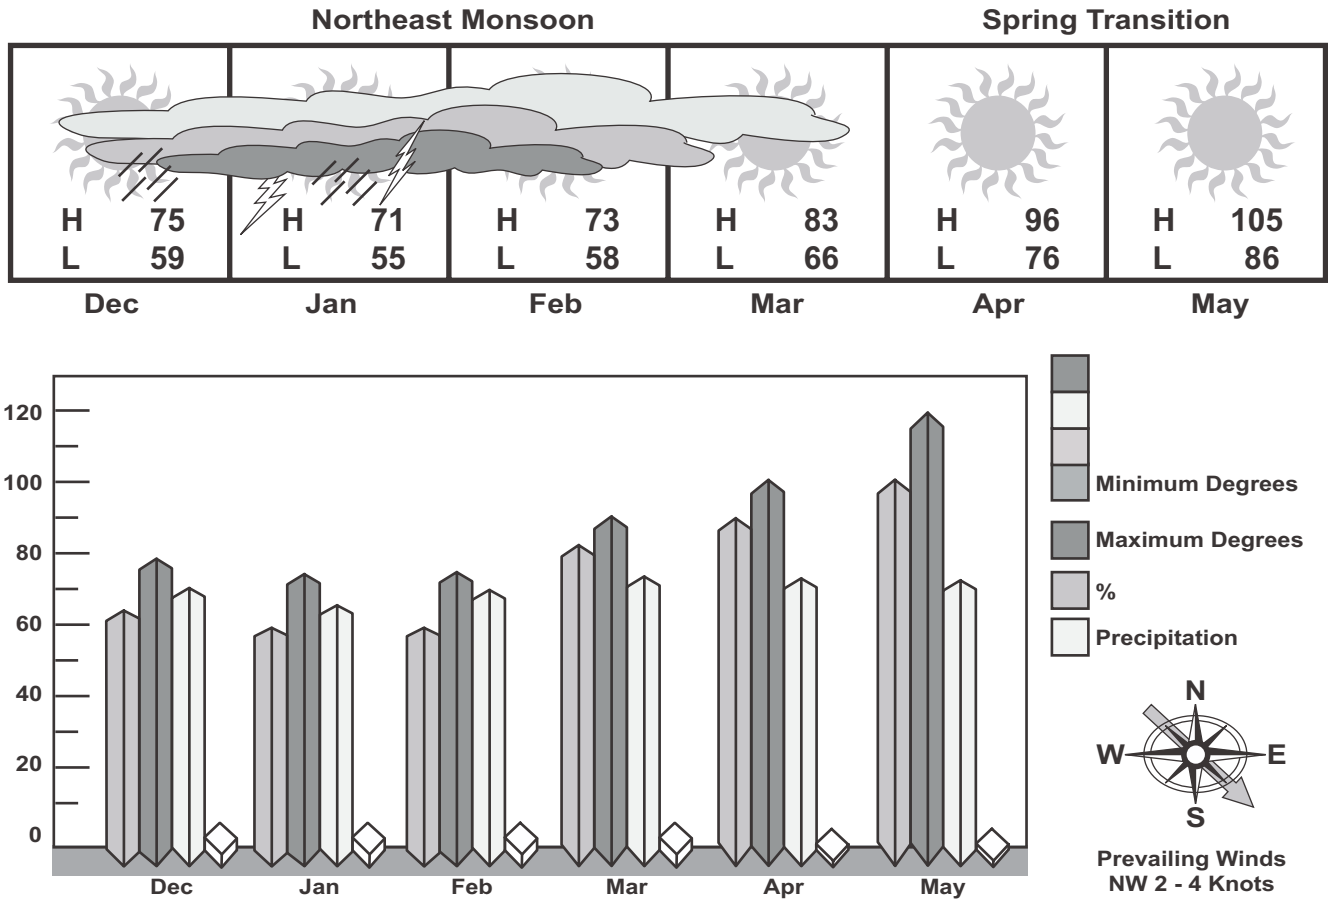 Northeast Monsoon Spring Transition
H 75 H 71 H 73 H 83 H 96 H 105
L 59 L 55 L 58 L 66 L 76 L 86
Dec Jan Feb Mar Apr May
120
100
80
60
40
20
0
Dec Jan Feb Mar Apr May
Minimum Degrees
Maximum Degrees
%
Precipitation
N
W E
S
Prevailing Winds
NW 2 - 4 Knots